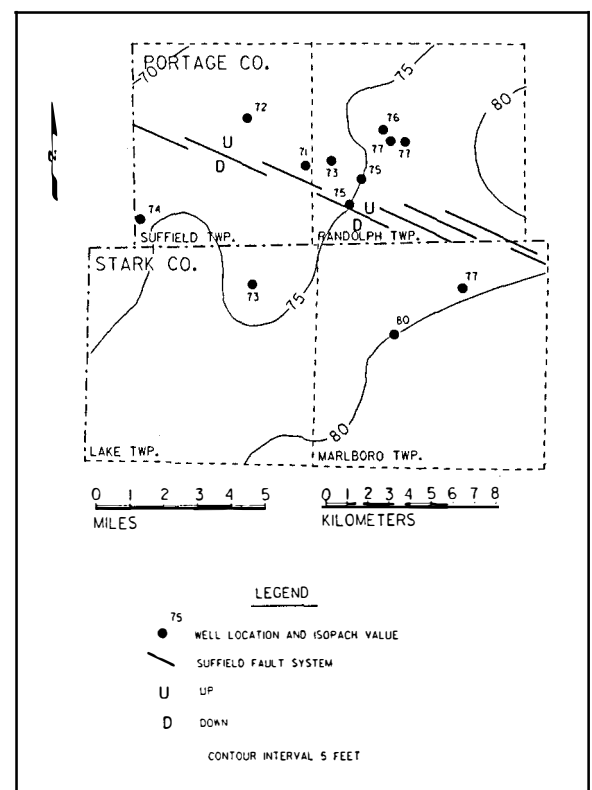 70
PORTAGE CO.
75
80
72
76
U
D
71
73
77
77
75
75
74
U
D
SUFFIELD TWP.
RANDOLPH TWP.
STARK CO.
73
75
77
80
80
LAKE TWP.
MARLBORO TWP.
0 1 2 3 4 5
MILES
0 1 2 3 4 5 6 7 8
KILOMETERS
N
LEGEND
75
WELL LOCATION AND ISOPACH VALUE
SUFFIELD FAULT SYSTEM
U UP
D DOWN
CONTOUR INTERVAL 5 FEET